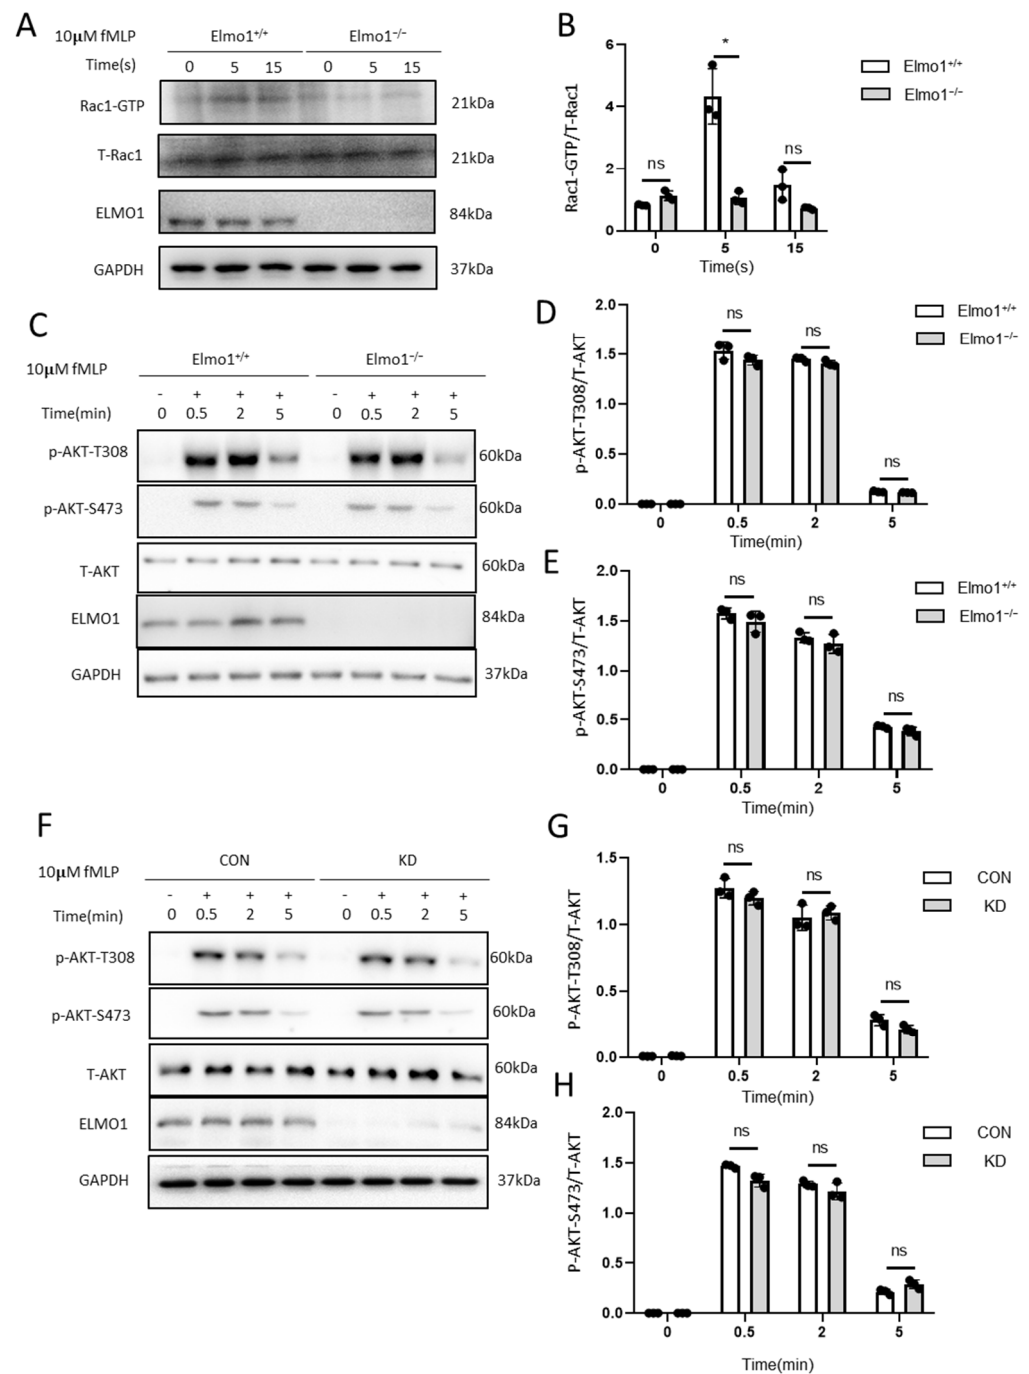 A
10μM fMLP
Elmo1+/+
Elmo1−/−
Time(s)
0 5 15 0 5 15
Rac1-GTP
21kDa
T-Rac1
21kDa
ELMO1
84kDa
GAPDH
37kDa
B
6
4
2
0
Rac1-GTP/T-Rac1
ns
*
ns
0 5 15
Time(s)
Elmo1+/+
Elmo1−/−
C
10μM fMLP
Elmo1+/+
Elmo1−/−
- + + + - + + +
Time(min)
0 0.5 2 5 0 0.5 2 5
p-AKT-T308
60kDa
p-AKT-S473
60kDa
T-AKT
60kDa
ELMO1
84kDa
GAPDH
37kDa
D
2.0
1.5
1.0
0.5
0.0
p-AKT-T308/T-AKT
ns
ns
ns
0 0.5 2 5
Time(min)
Elmo1+/+
Elmo1−/−
E
2.0
1.5
1.0
0.5
0.0
p-AKT-S473/T-AKT
ns
ns
ns
0 0.5 2 5
Time(min)
Elmo1+/+
Elmo1−/−
F
10μM fMLP
CON
KD
- + + + - + + +
Time(min)
0 0.5 2 5 0 0.5 2 5
p-AKT-T308
60kDa
p-AKT-S473
60kDa
T-AKT
60kDa
ELMO1
84kDa
GAPDH
37kDa
G
1.5
1.0
0.5
0.0
P-AKT-T308/T-AKT
ns
ns
ns
0 0.5 2 5
Time(min)
CON
KD
H
2.0
1.5
1.0
0.5
0.0
P-AKT-S473/T-AKT
ns
ns
ns
0 0.5 2 5
Time(min)
CON
KD